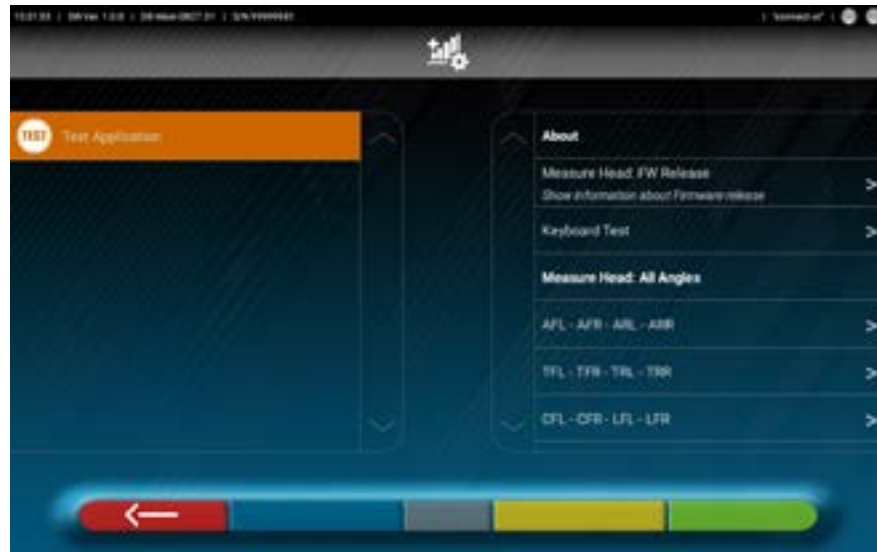 TEST Test Application
About
Measure Head: FW Release
Show information about Firmware release
Keyboard Test
Measure Head: All Angles
AFL - AFR - ARL - ARR
TFL - TFR - TRL - TRR
CFL - CFR - LFL - LFR